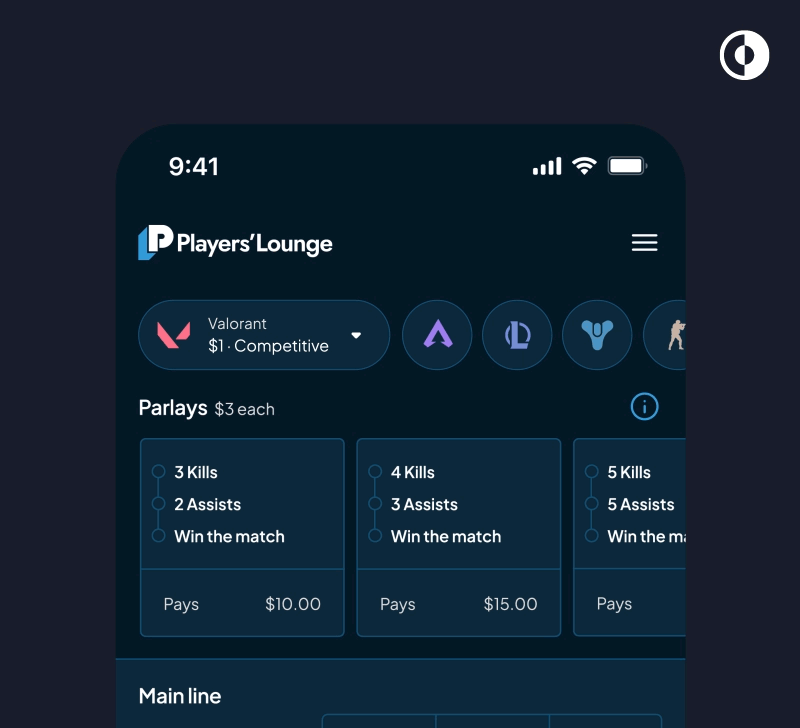 9:41
Players'Lounge
Valorant
$1 · Competitive
Parlays $3 each
3 Kills
2 Assists
Win the match
Pays $10.00
4 Kills
3 Assists
Win the match
Pays $15.00
5 Kills
5 Assists
Win the ma
Pays
Main line